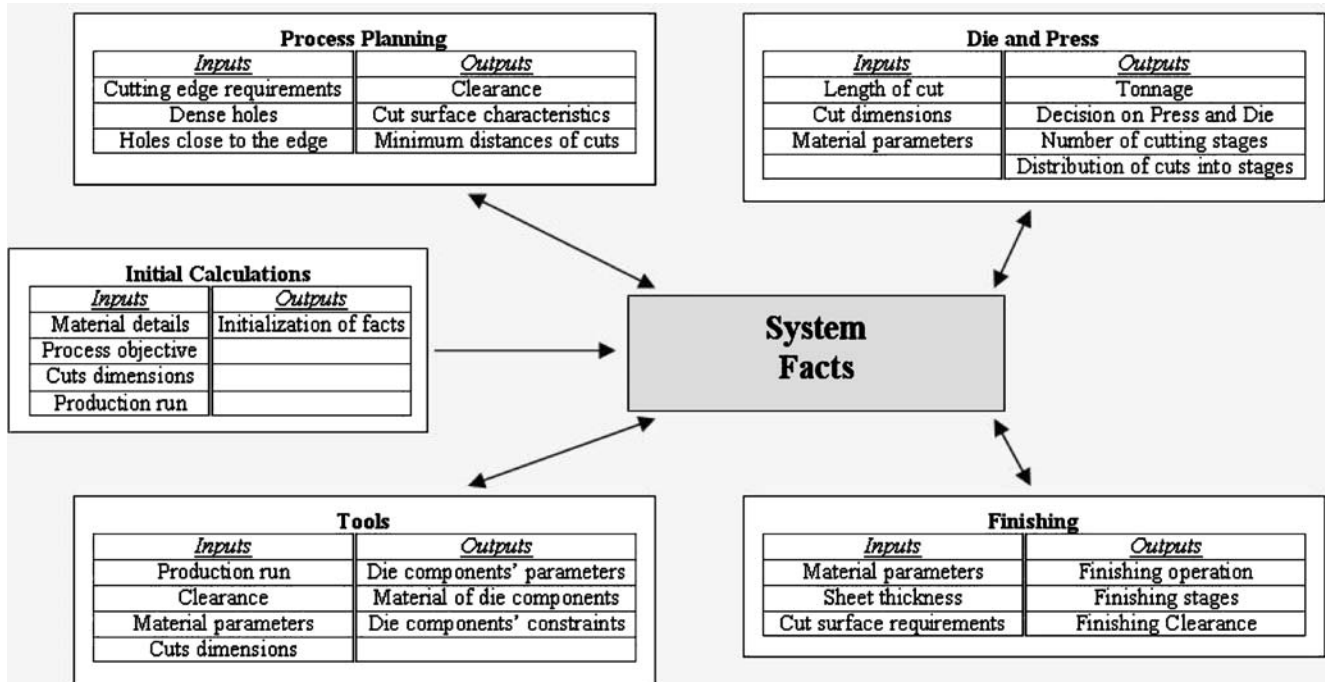 Process Planning
Inputs Outputs
Cutting edge requirements Clearance
Dense holes Cut surface characteristics
Holes close to the edge Minimum distances of cuts
Die and Press
Inputs Outputs
Length of cut Tonnage
Cut dimensions Decision on Press and Die
Material parameters Number of cutting stages
Distribution of cuts into stages
Initial Calculations
Inputs Outputs
Material details Initialization of facts
Process objective
Cuts dimensions
Production run
System
Facts
Tools
Inputs Outputs
Production run Die components' parameters
Clearance Material of die components
Material parameters Die components' constraints
Cuts dimensions
Finishing
Inputs Outputs
Material parameters Finishing operation
Sheet thickness Finishing stages
Cut surface requirements Finishing Clearance